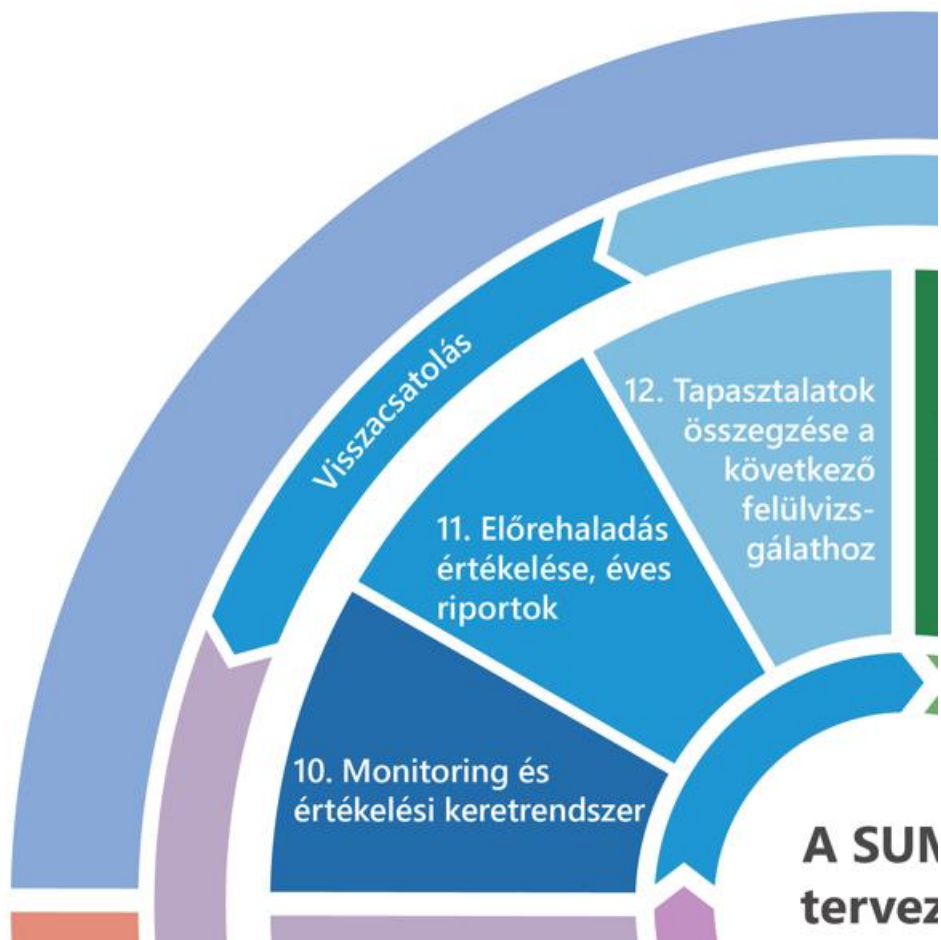 Visszacsatolás
12. Tapasztalatok
összegzése a
következő
felülvizs-
gálathoz
11. Előrehaladás
értékelése, éves
riportok
10. Monitoring és
értékelési keretrendszer
A SUM
tervez